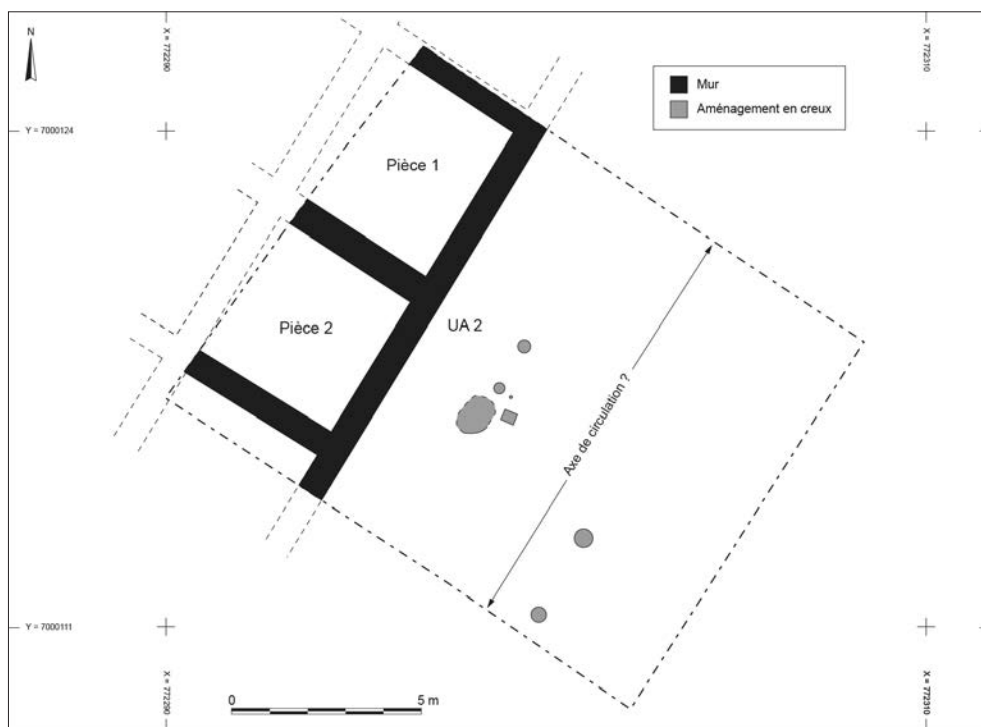 N
X = 772290
X = 772310
Mur
Aménagement en creux
Y = 7000124
Pièce 1
Pièce 2
UA 2
Axe de circulation ?
Y = 7000111
0 5 m
X = 772290
X = 772310